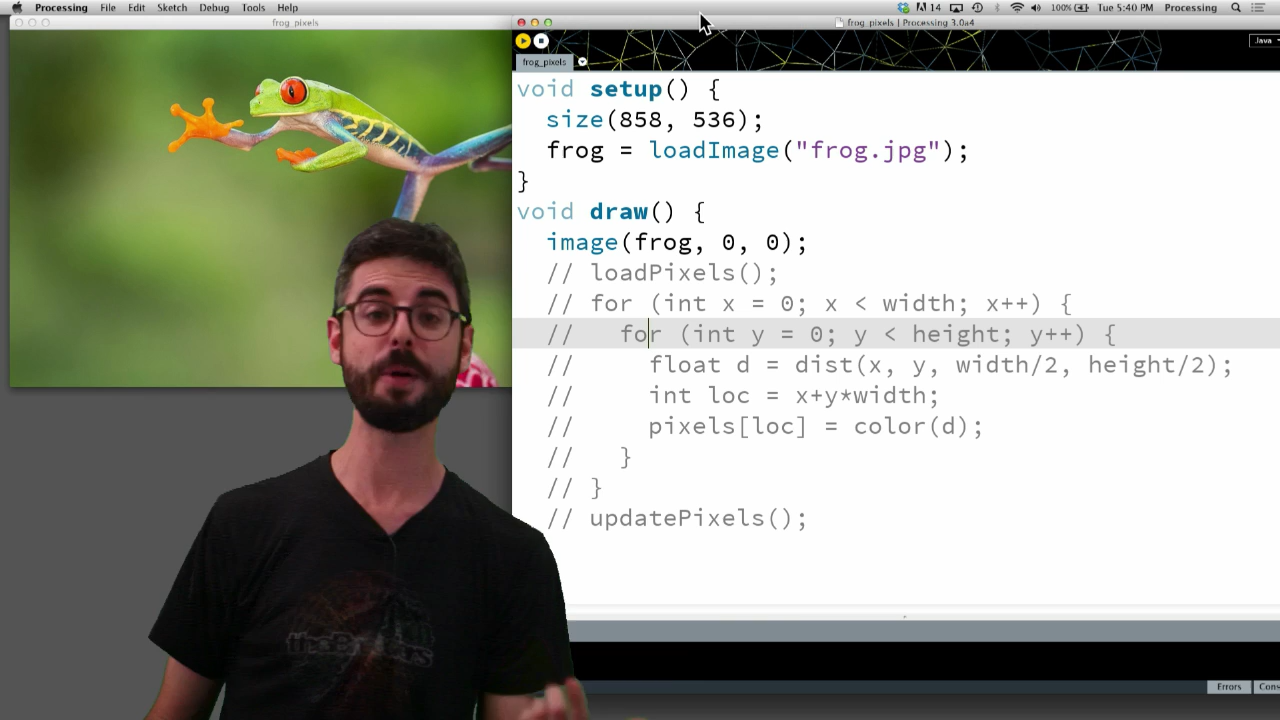 Processing File Edit Sketch Debug Tools Help
14 100% Tue 5:40 PM Processing
frog_pixels
frog_pixels | Processing 3.0a4
Java
frog_pixels
void setup() {
size(858, 536);
frog = loadImage("frog.jpg");
}
void draw() {
image(frog, 0, 0);
// loadPixels();
// for (int x = 0; x < width; x++) {
// for (int y = 0; y < height; y++) {
// float d = dist(x, y, width/2, height/2);
// int loc = x+y*width;
// pixels[loc] = color(d);
// }
// }
// updatePixels();
Errors Cons